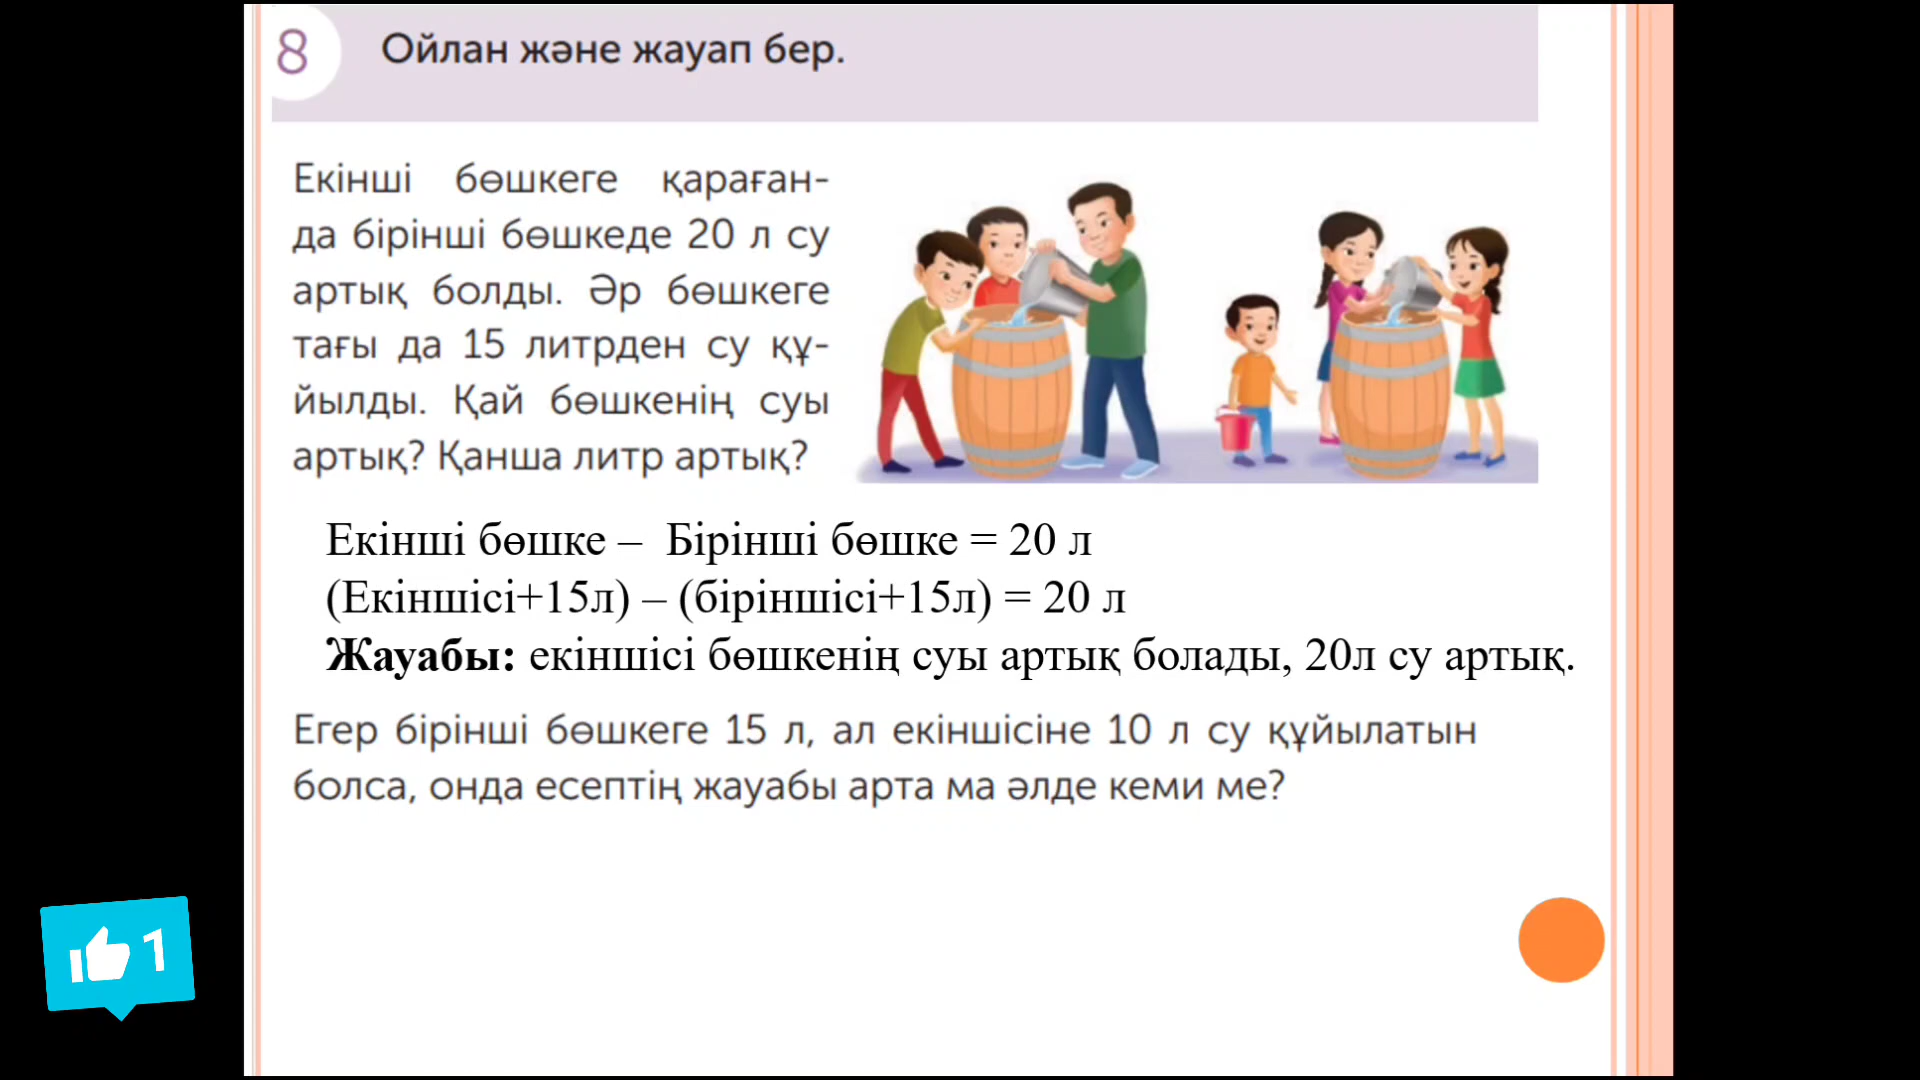 8
Ойлан және жауап бер.
Екінші бөшкеге қараған-
да бірінші бөшкеде 20 л су
артық болды. Әр бөшкеге
тағы да 15 литрден су құ-
йылды. Қай бөшкенің суы
артық? Қанша литр артық?
Екінші бөшке – Бірінші бөшке = 20 л
(Екіншісі+15л) – (біріншісі+15л) = 20 л
Жауабы: екіншісі бөшкенің суы артық болады, 20л су артық.
Егер бірінші бөшкеге 15 л, ал екіншісіне 10 л су құйылатын
болса, онда есептің жауабы арта ма әлде кеми ме?
1